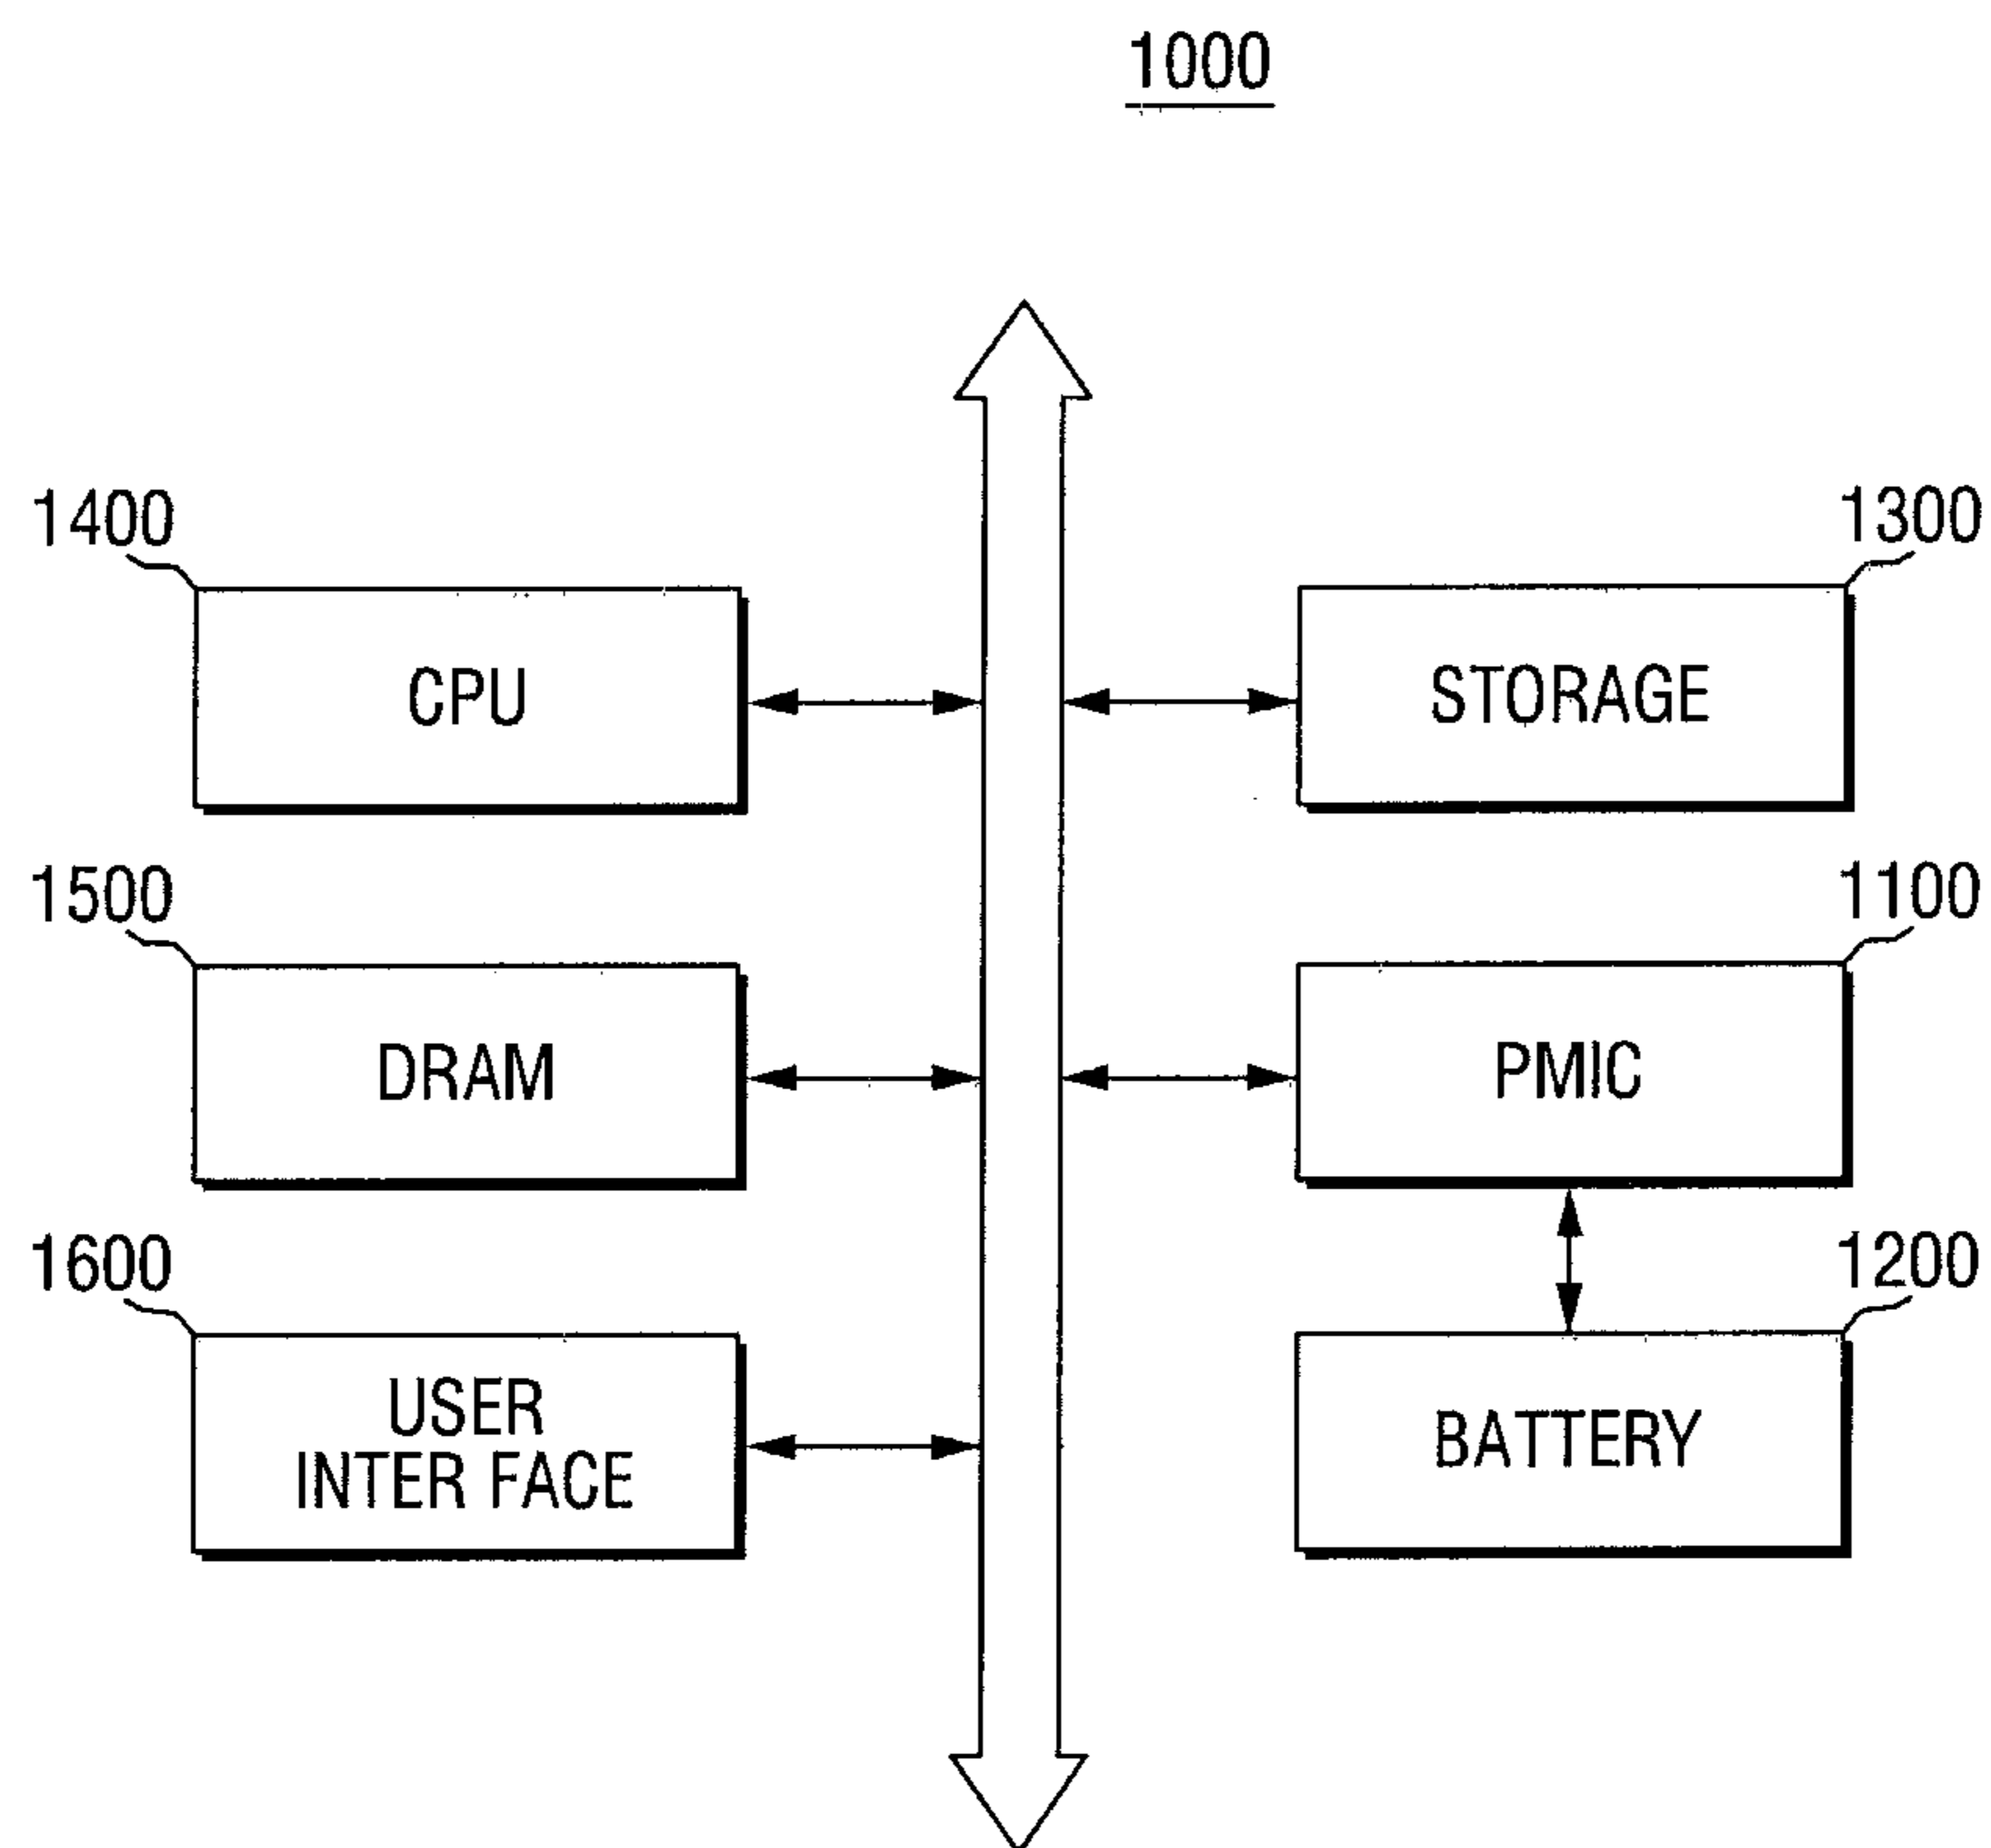 1000
1400
1300
CPU
STORAGE
1500
1100
DRAM
PMIC
1600
1200
USER
INTER FACE
BATTERY